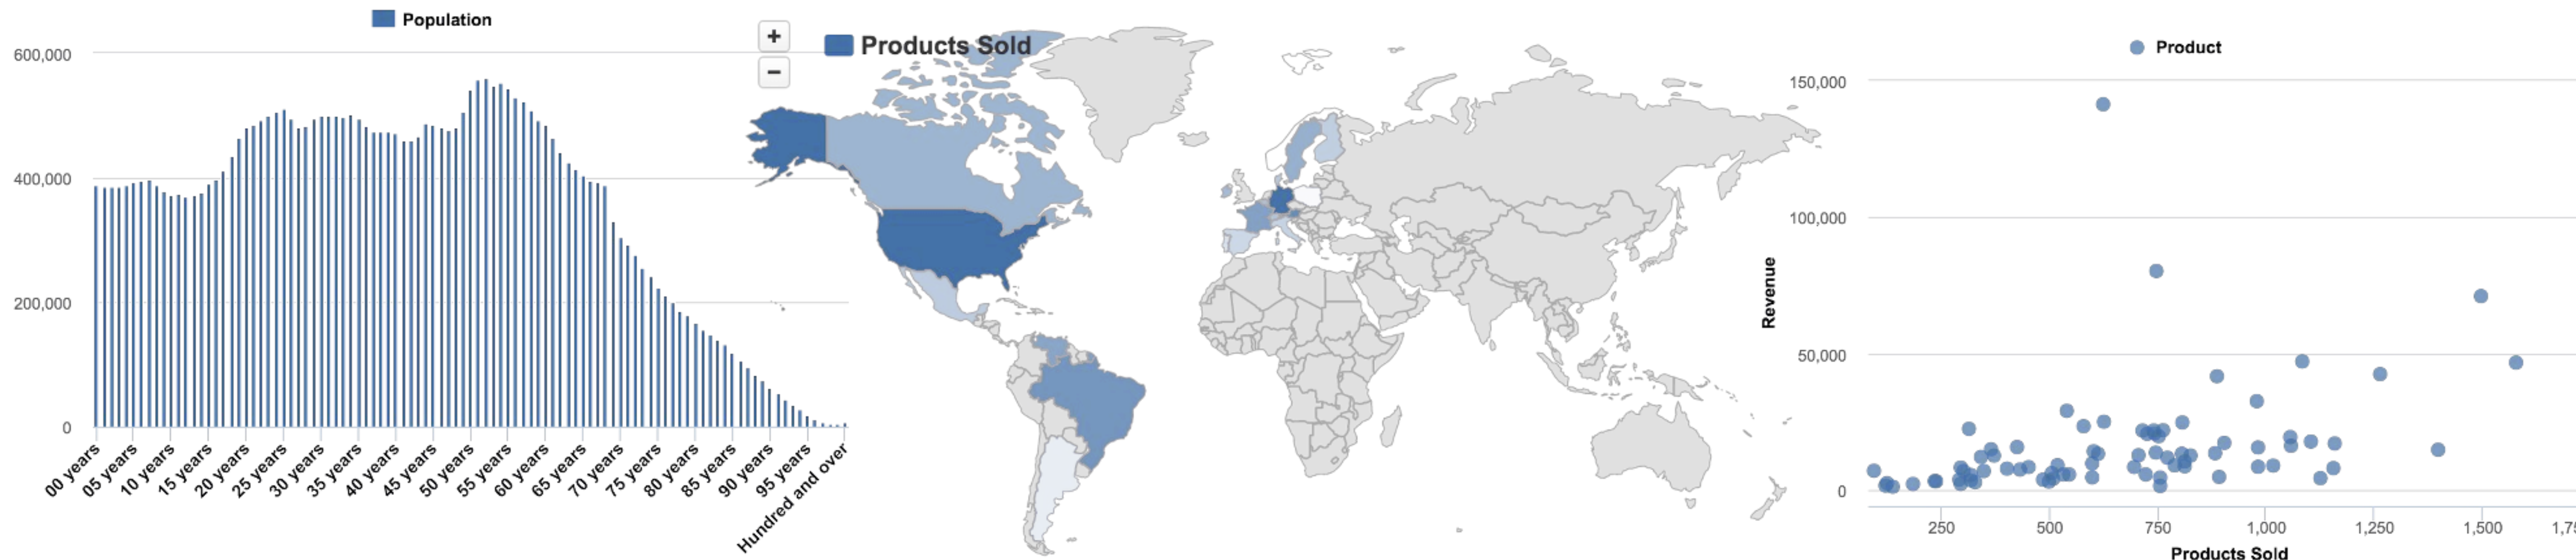 Population
600,000
400,000
200,000
0
00 years
05 years
10 years
15 years
20 years
25 years
30 years
35 years
40 years
45 years
50 years
55 years
60 years
65 years
70 years
75 years
80 years
85 years
90 years
95 years
Hundred and over
+
−
Products Sold
Product
150,000
100,000
50,000
0
Revenue
250
500
750
1,000
1,250
1,500
Products Sold